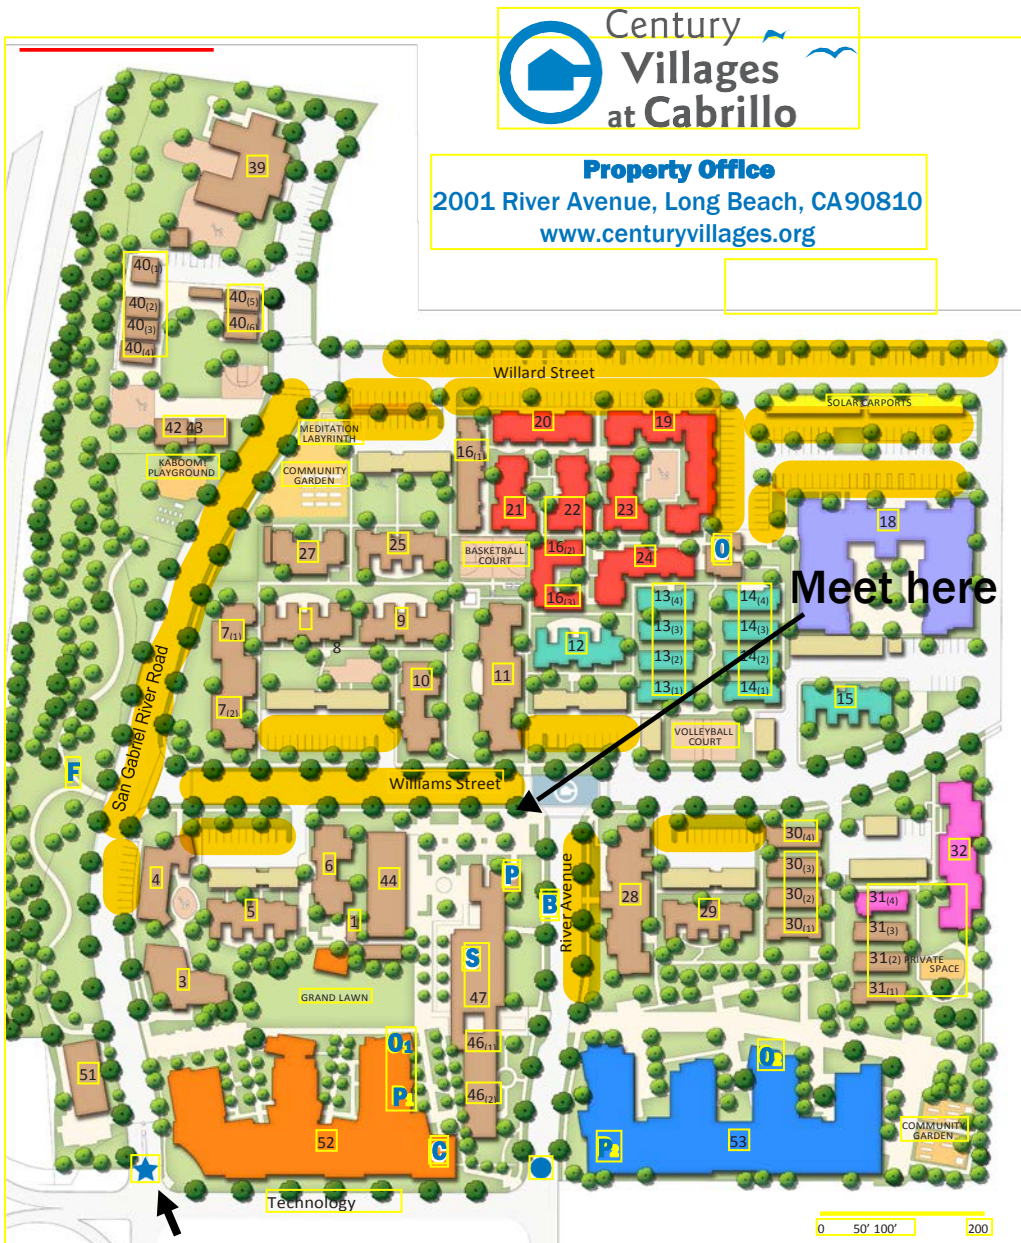 Century
Villages
at Cabrillo
Property Office
2001 River Avenue, Long Beach, CA 90810
www.centuryvillages.org
39
40(1)
40(2)
40(3)
40(4)
40(5)
40(6)
Willard Street
SOLAR CARPORTS
42 43
KABOOM!
PLAYGROUND
MEDITATION
LABYRINTH
COMMUNITY
GARDEN
16(1)
20
19
21
22
23
18
27
25
BASKETBALL
COURT
16(2)
24
O
16(3)
Meet here
13(4)
13(3)
13(2)
13(1)
14(4)
14(3)
14(2)
14(1)
7(1)
7(2)
8
9
10
11
12
15
VOLLEYBALL
COURT
San Gabriel River Road
F
Williams Street
River Avenue
4
5
6
44
1
3
P
B
28
29
30(4)
30(3)
30(2)
30(1)
32
31(4)
31(3)
31(2) PRIVATE
SPACE
31(1)
S
47
GRAND LAWN
46(1)
46(2)
51
O1
P1
52
C
O2
P2
53
COMMUNITY
GARDEN
Technology
0 50' 100' 200